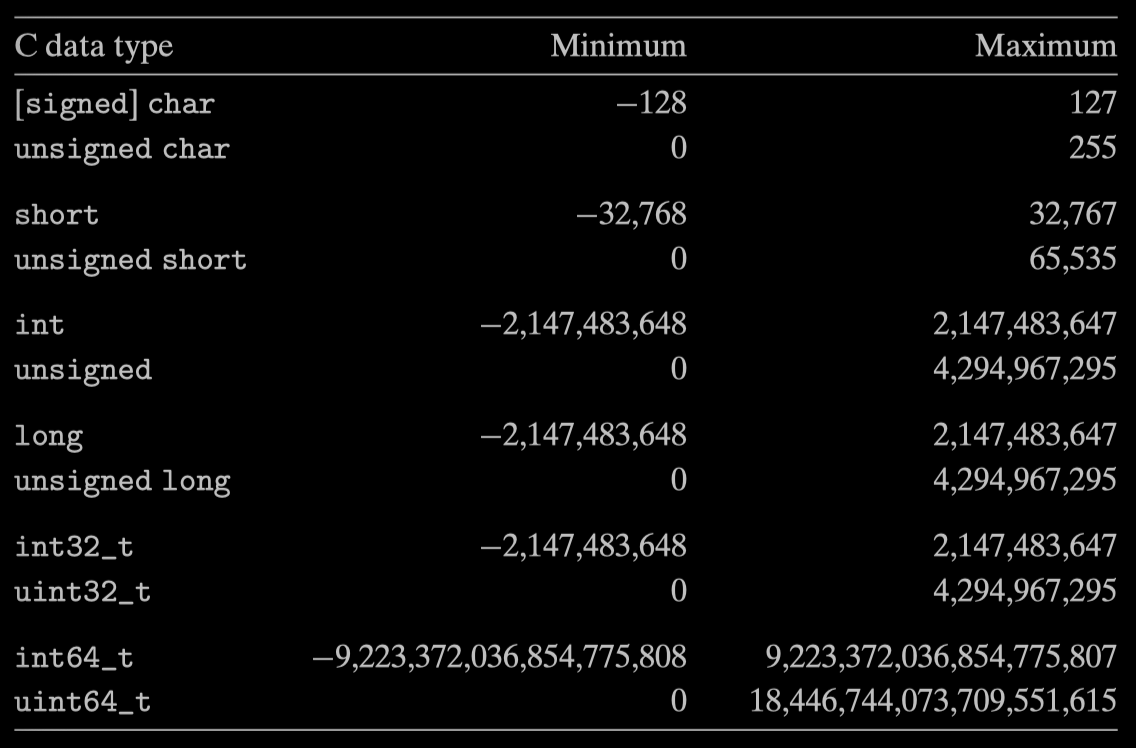 C data type Minimum Maximum
[signed] char −128 127
unsigned char 0 255
short −32,768 32,767
unsigned short 0 65,535
int −2,147,483,648 2,147,483,647
unsigned 0 4,294,967,295
long −2,147,483,648 2,147,483,647
unsigned long 0 4,294,967,295
int32_t −2,147,483,648 2,147,483,647
uint32_t 0 4,294,967,295
int64_t −9,223,372,036,854,775,808 9,223,372,036,854,775,807
uint64_t 0 18,446,744,073,709,551,615